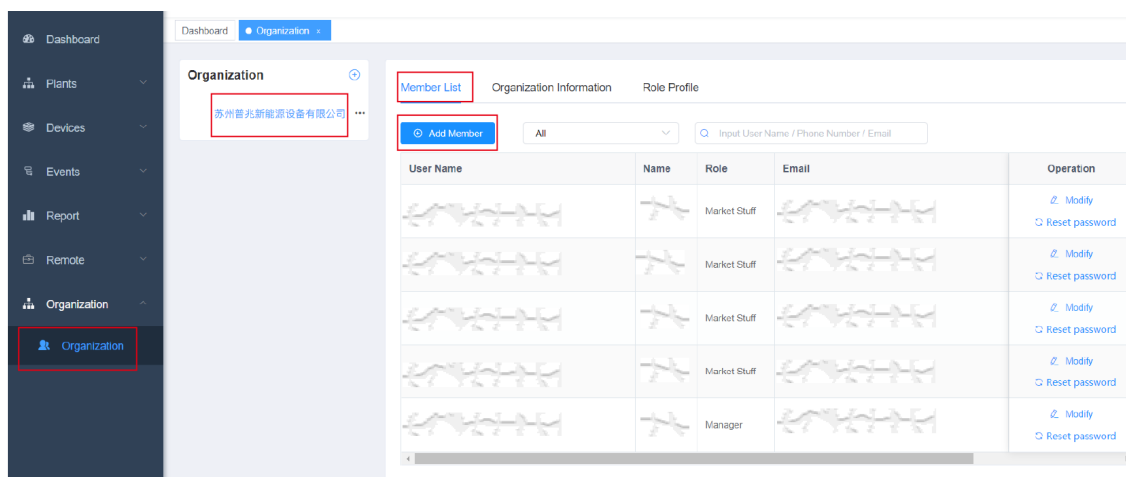 Dashboard
Plants
Devices
Events
Report
Remote
Organization
Organization
Dashboard
Organization ×
Organization
苏州普兆新能源设备有限公司 •••
Member List Organization Information Role Profile
Add Member All Input User Name / Phone Number / Email
User Name Name Role Email Operation
Market Stuff Modify
Reset password
Market Stuff Modify
Reset password
Market Stuff Modify
Reset password
Market Stuff Modify
Reset password
Manager Modify
Reset password